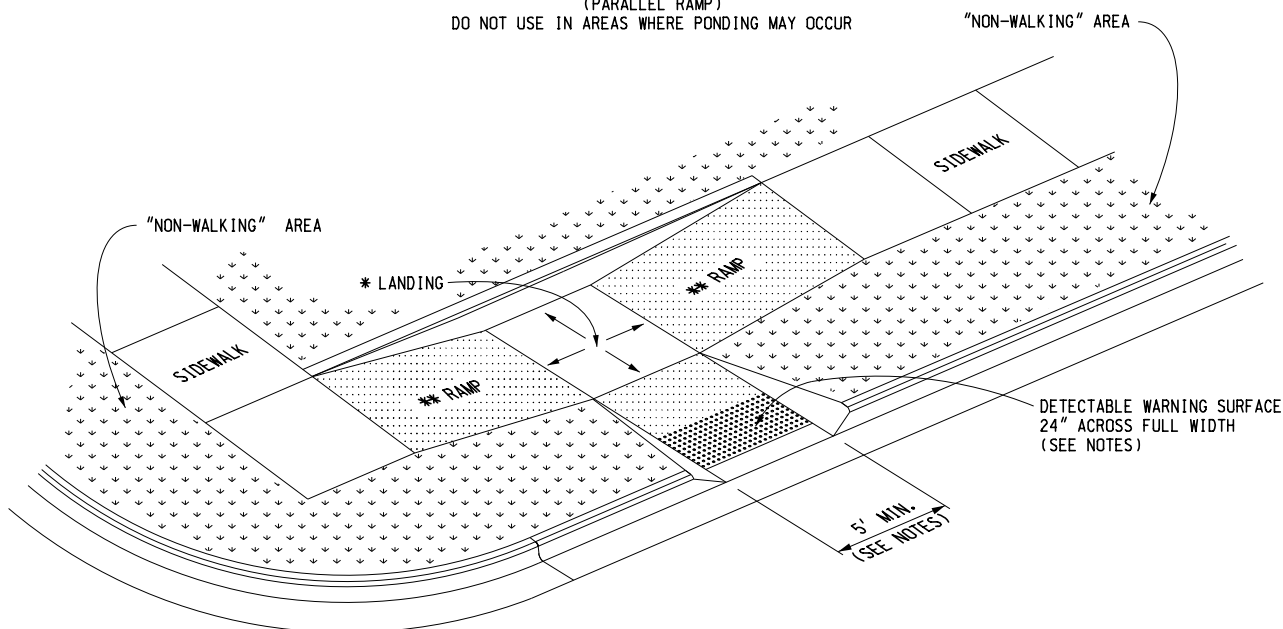 (PARALLEL RAMP)
DO NOT USE IN AREAS WHERE PONDING MAY OCCUR
"NON-WALKING" AREA
SIDEWALK
"NON-WALKING" AREA
* LANDING
** RAMP
SIDEWALK
** RAMP
DETECTABLE WARNING SURFACE
24" ACROSS FULL WIDTH
(SEE NOTES)
5' MIN.
(SEE NOTES)